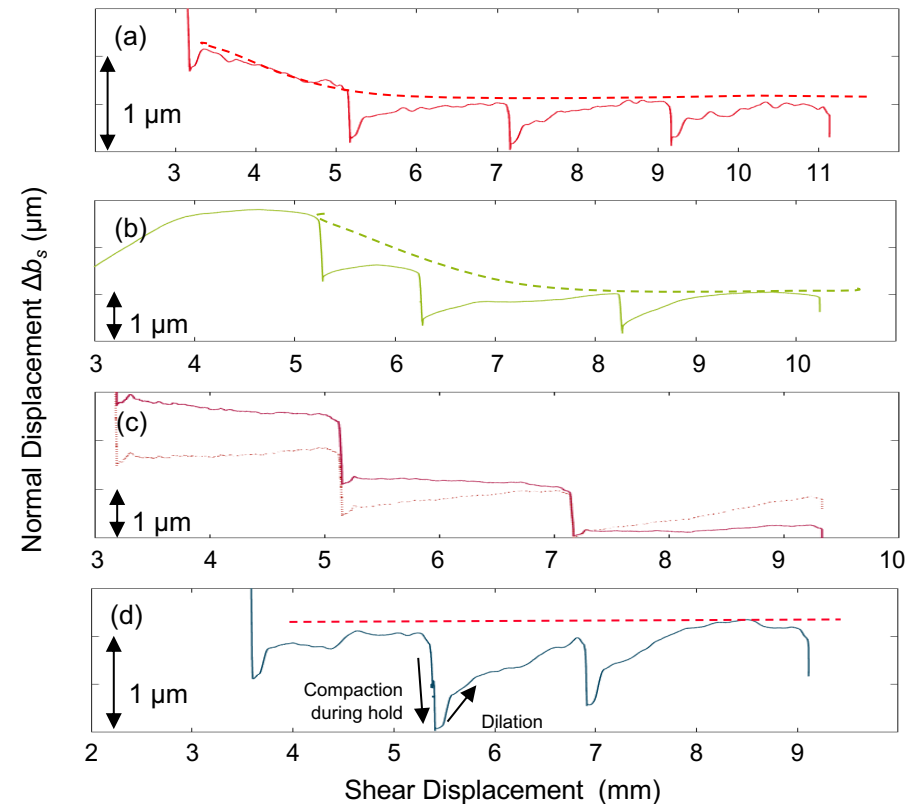 Normal Displacement Δb_s (μm)
(a)
1 μm
3 4 5 6 7 8 9 10 11
(b)
1 μm
3 4 5 6 7 8 9 10
(c)
1 μm
3 4 5 6 7 8 9 10
(d)
1 μm
Compaction
during hold
Dilation
2 3 4 5 6 7 8 9
Shear Displacement (mm)